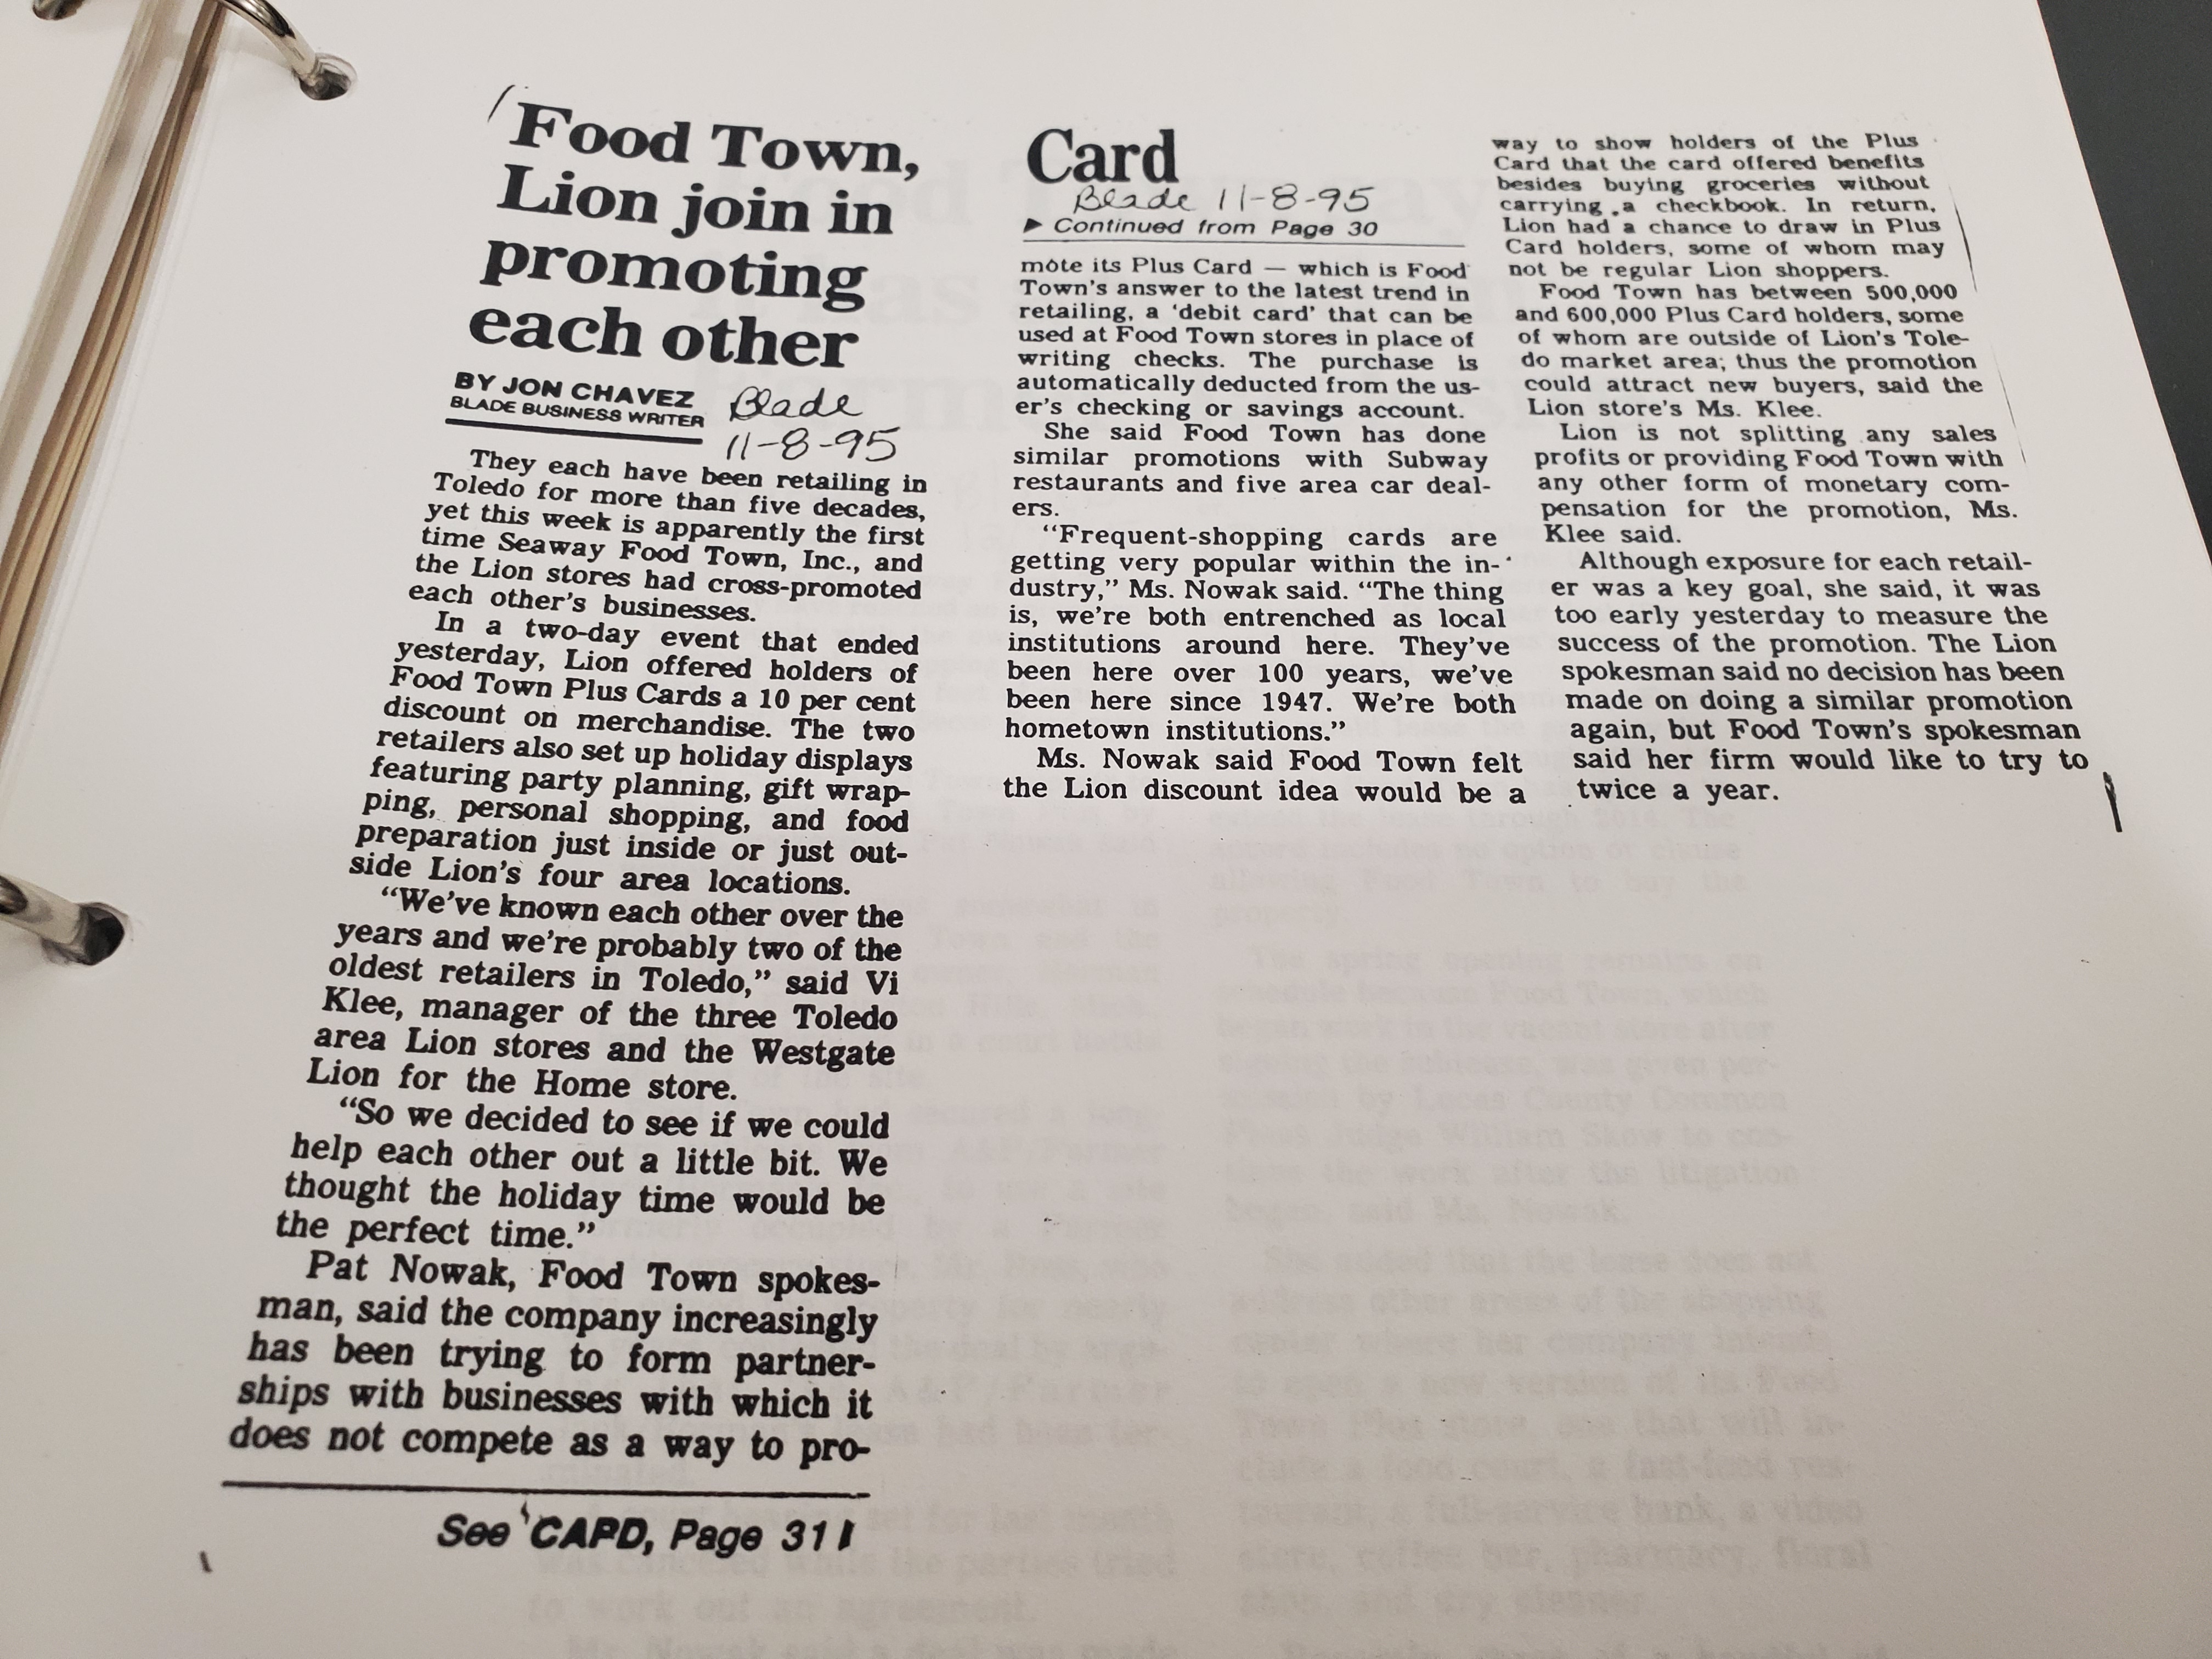 Food Town,
Lion join in
promoting
each other
BY JON CHAVEZ
BLADE BUSINESS WRITER
Blade
11-8-95
They each have been retailing in
Toledo for more than five decades,
yet this week is apparently the first
time Seaway Food Town, Inc., and
the Lion stores had cross-promoted
each other's businesses.
In a two-day event that ended
yesterday, Lion offered holders of
Food Town Plus Cards a 10 per cent
discount on merchandise. The two
retailers also set up holiday displays
featuring party planning, gift wrap-
ping, personal shopping, and food
preparation just inside or just out-
side Lion's four area locations.
“We've known each other over the
years and we're probably two of the
oldest retailers in Toledo,” said Vi
Klee, manager of the three Toledo
area Lion stores and the Westgate
Lion for the Home store.
“So we decided to see if we could
help each other out a little bit. We
thought the holiday time would be
the perfect time.”
Pat Nowak, Food Town spokes-
man, said the company increasingly
has been trying to form partner-
ships with businesses with which it
does not compete as a way to pro-
See CARD, Page 31
Card
Blade 11-8-95
▶ Continued from Page 30
mote its Plus Card — which is Food
Town's answer to the latest trend in
retailing, a ‘debit card’ that can be
used at Food Town stores in place of
writing checks. The purchase is
automatically deducted from the us-
er's checking or savings account.
She said Food Town has done
similar promotions with Subway
restaurants and five area car deal-
ers.
“Frequent-shopping cards are
getting very popular within the in-
dustry,” Ms. Nowak said. “The thing
is, we're both entrenched as local
institutions around here. They've
been here over 100 years, we've
been here since 1947. We're both
hometown institutions.”
Ms. Nowak said Food Town felt
the Lion discount idea would be a
way to show holders of the Plus
Card that the card offered benefits
besides buying groceries without
carrying a checkbook. In return,
Lion had a chance to draw in Plus
Card holders, some of whom may
not be regular Lion shoppers.
Food Town has between 500,000
and 600,000 Plus Card holders, some
of whom are outside of Lion's Tole-
do market area; thus the promotion
could attract new buyers, said the
Lion store's Ms. Klee.
Lion is not splitting any sales
profits or providing Food Town with
any other form of monetary com-
pensation for the promotion, Ms.
Klee said.
Although exposure for each retail-
er was a key goal, she said, it was
too early yesterday to measure the
success of the promotion. The Lion
spokesman said no decision has been
made on doing a similar promotion
again, but Food Town's spokesman
said her firm would like to try to
twice a year.